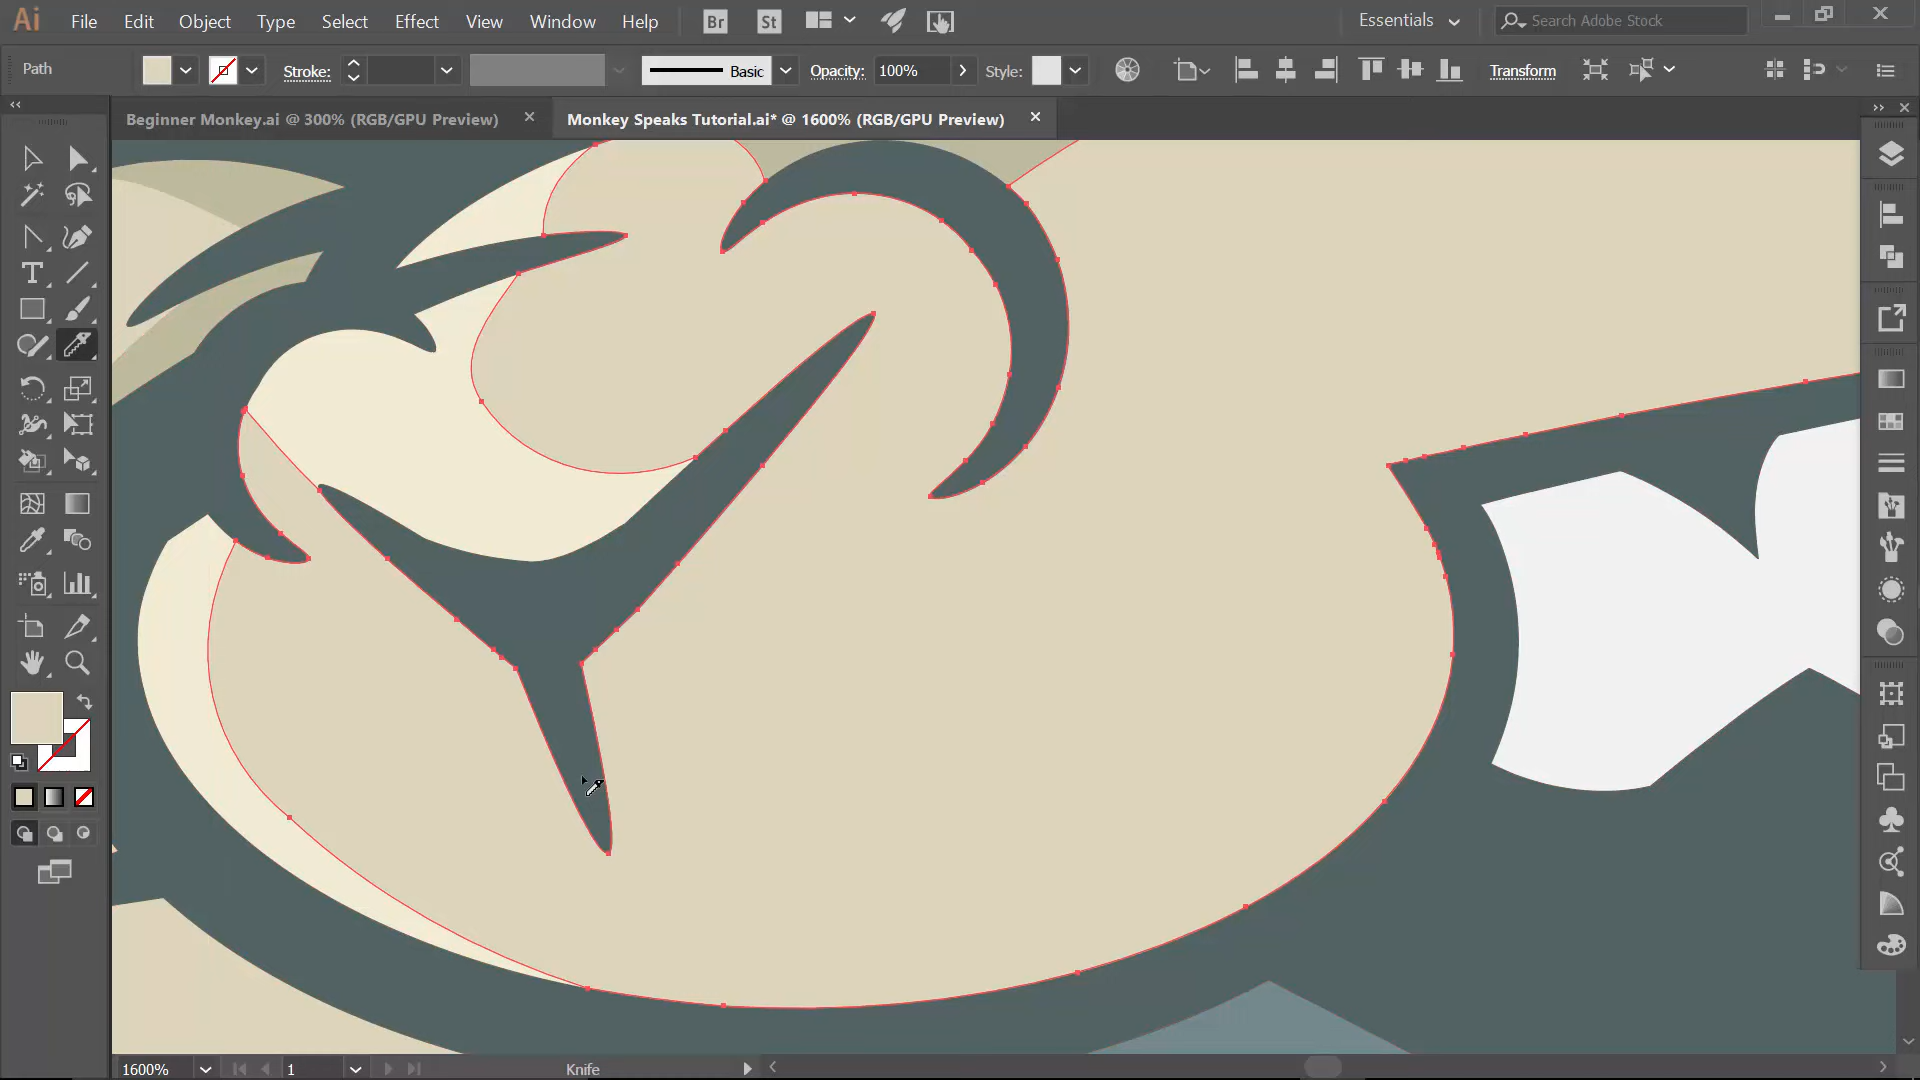 Ai File Edit Object Type Select Effect View Window Help Br St Essentials Search Adobe Stock
Path Stroke: Basic Opacity: 100% Style: Transform
Beginner Monkey.ai @ 300% (RGB/GPU Preview) Monkey Speaks Tutorial.ai* @ 1600% (RGB/GPU Preview)
1600% 1 Knife